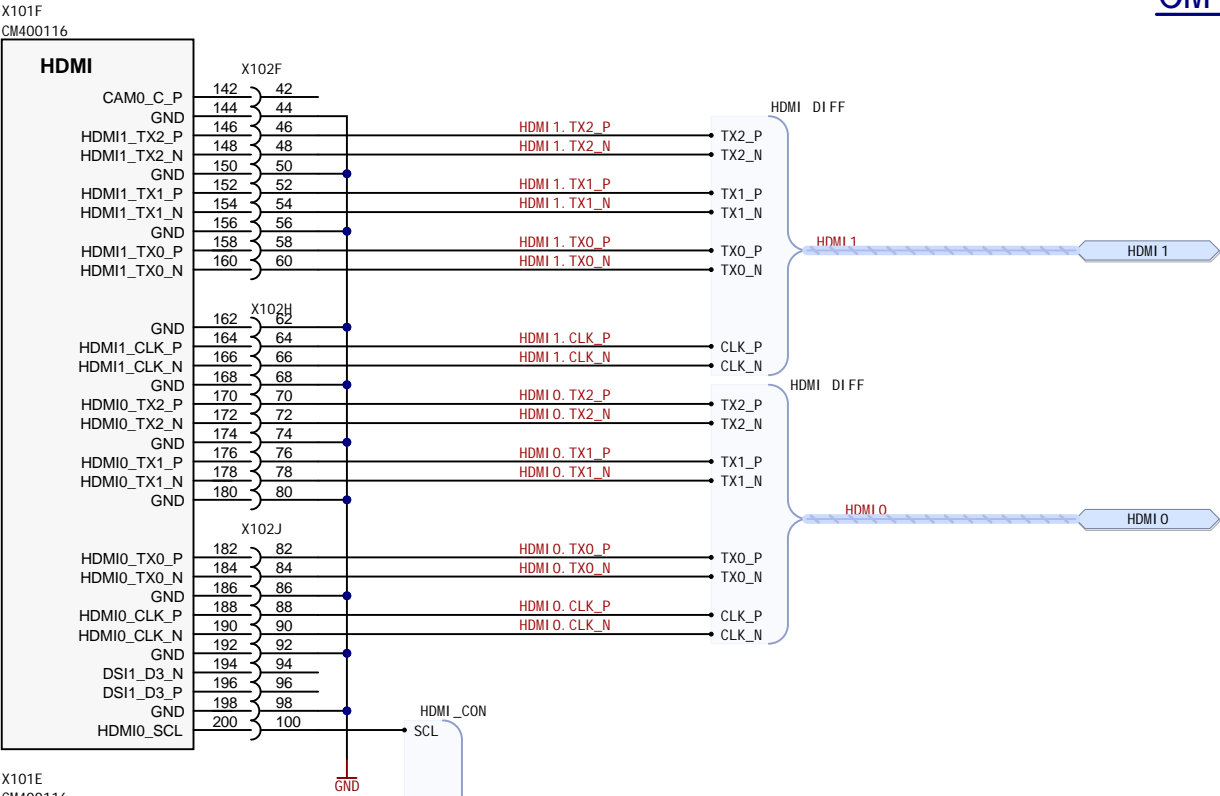 X101F
CM400116
HDMI
X102F
CAM0_C_P 142 42
GND 144 44
HDMI1_TX2_P 146 46 HDMI1.TX2_P TX2_P
HDMI1_TX2_N 148 48 HDMI1.TX2_N TX2_N
GND 150 50
HDMI1_TX1_P 152 52 HDMI1.TX1_P TX1_P
HDMI1_TX1_N 154 54 HDMI1.TX1_N TX1_N
GND 156 56
HDMI1_TX0_P 158 58 HDMI1.TX0_P TX0_P
HDMI1_TX0_N 160 60 HDMI1.TX0_N TX0_N
HDMI DIFF
HDMI1
HDMI1
X102H
GND 162 62
HDMI1_CLK_P 164 64 HDMI1.CLK_P CLK_P
HDMI1_CLK_N 166 66 HDMI1.CLK_N CLK_N
GND 168 68
HDMI DIFF
HDMI0_TX2_P 170 70 HDMI0.TX2_P TX2_P
HDMI0_TX2_N 172 72 HDMI0.TX2_N TX2_N
GND 174 74
HDMI0_TX1_P 176 76 HDMI0.TX1_P TX1_P
HDMI0_TX1_N 178 78 HDMI0.TX1_N TX1_N
GND 180 80
HDMI0
HDMI0
X102J
HDMI0_TX0_P 182 82 HDMI0.TX0_P TX0_P
HDMI0_TX0_N 184 84 HDMI0.TX0_N TX0_N
GND 186 86
HDMI0_CLK_P 188 88 HDMI0.CLK_P CLK_P
HDMI0_CLK_N 190 90 HDMI0.CLK_N CLK_N
GND 192 92
DSI1_D3_N 194 94
DSI1_D3_P 196 96
GND 198 98
HDMI_CON
HDMI0_SCL 200 100 SCL
GND
X101E